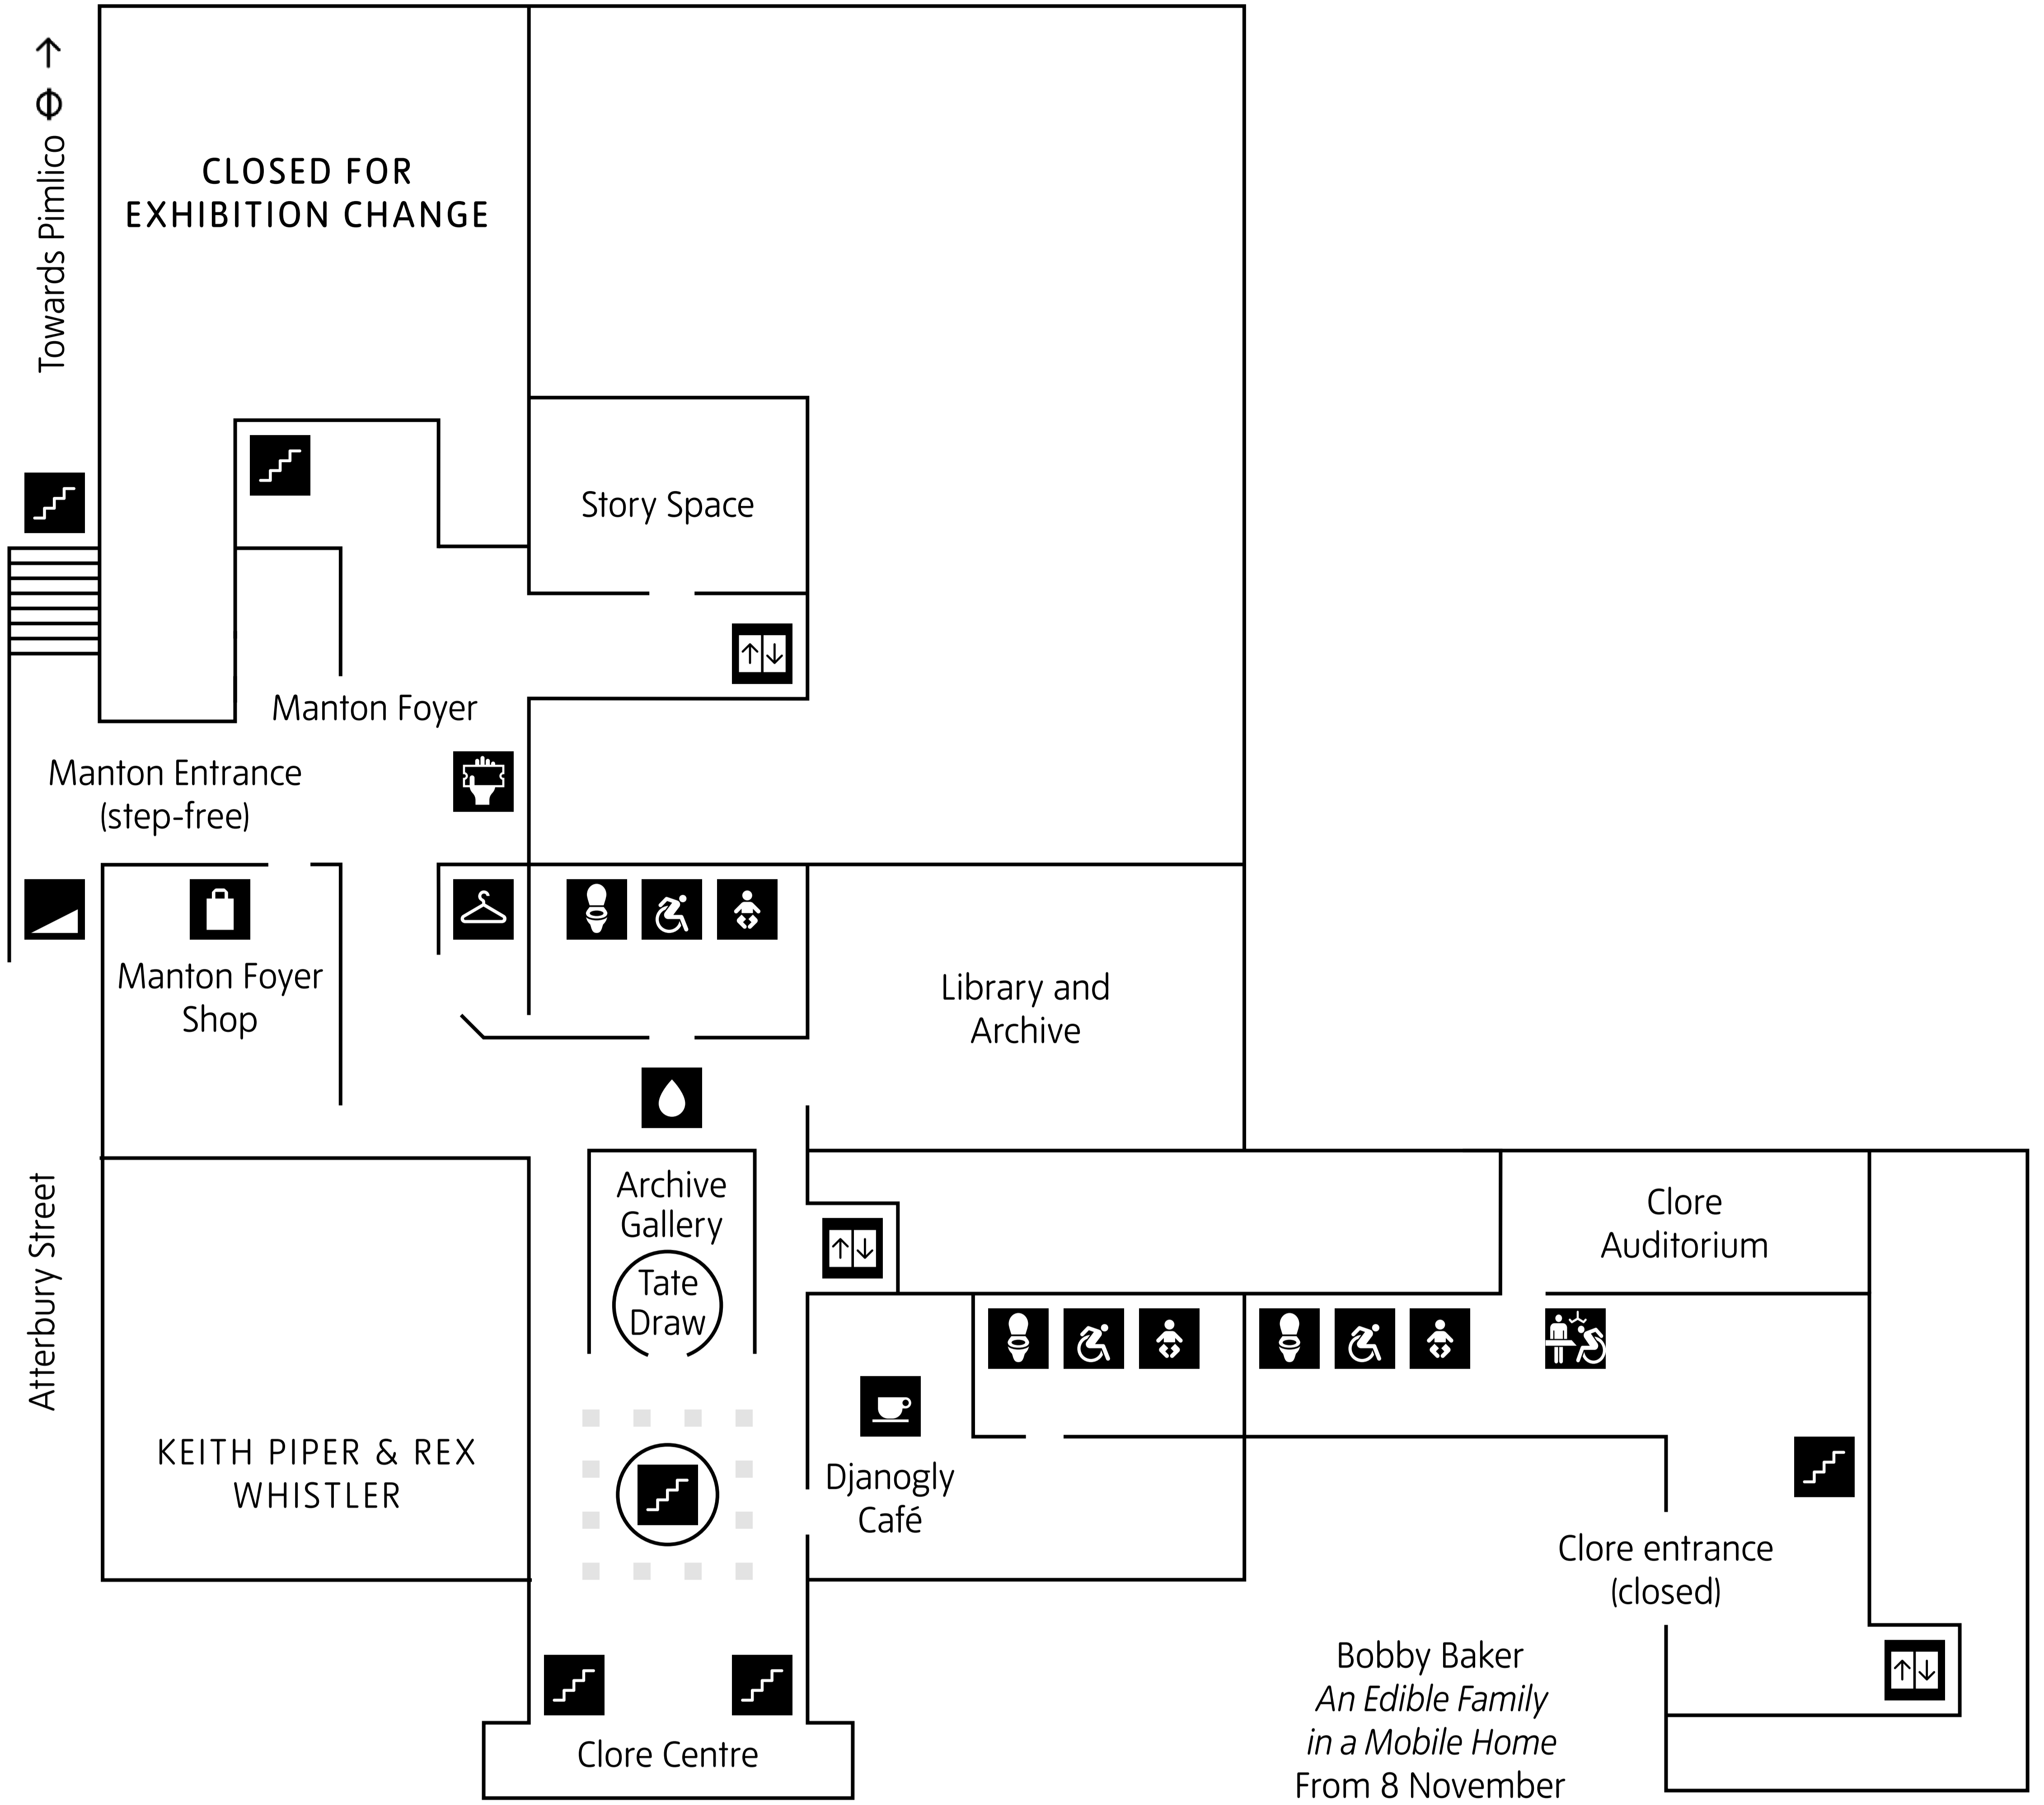 Towards Pimlico
CLOSED FOR
EXHIBITION CHANGE
Story Space
Manton Foyer
Manton Entrance
(step-free)
Manton Foyer
Shop
Library and
Archive
Atterbury Street
Archive
Gallery
Tate
Draw
Clore
Auditorium
KEITH PIPER & REX
WHISTLER
Djanogly
Café
Clore entrance
(closed)
Bobby Baker
An Edible Family
in a Mobile Home
From 8 November
Clore Centre